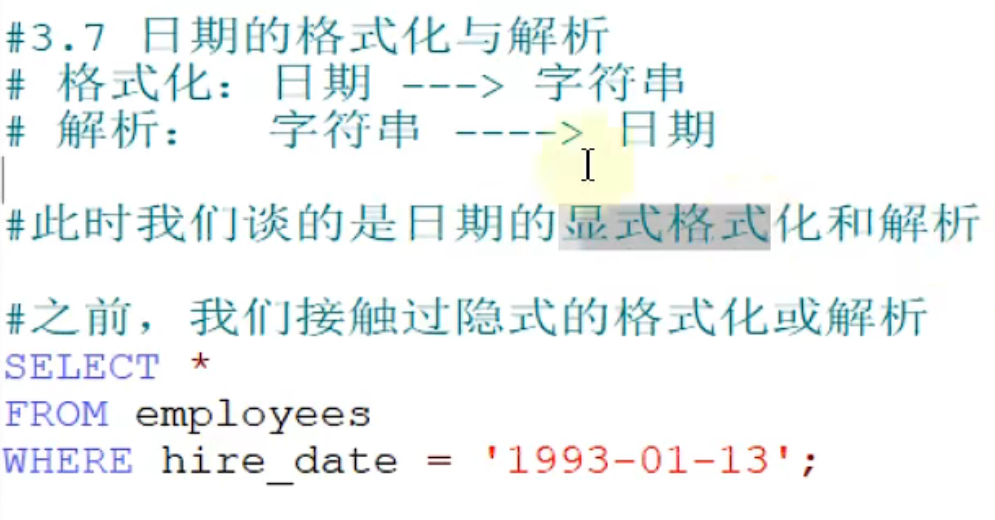 #3.7 日期的格式化与解析
# 格式化：日期 ---> 字符串
# 解析：  字符串 ----> 日期
#此时我们谈的是日期的显式格式化和解析
#之前，我们接触过隐式的格式化或解析
SELECT *
FROM employees
WHERE hire_date = '1993-01-13';